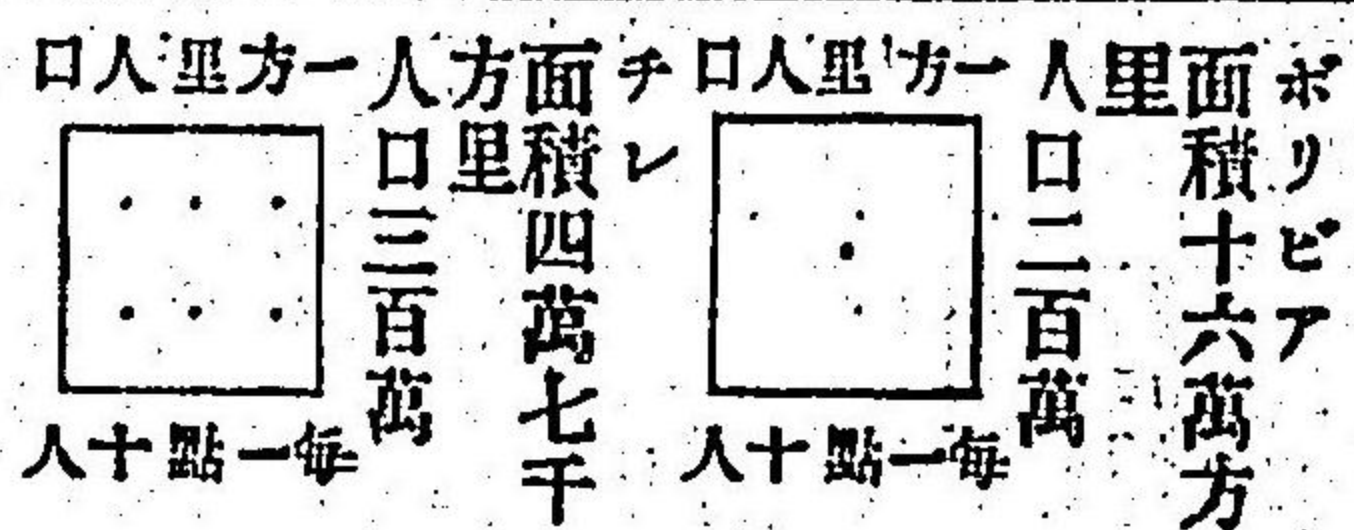 ボリビア
面積十六萬方
里
人口二百萬
一方里人口
毎一點十人
チレ
面積四萬七千
方里
人口三百萬
一方里人口
毎一點十人